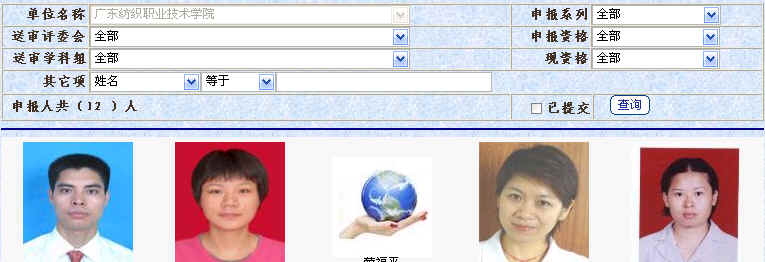 单位名称 广东纺织职业技术学院 申报系列 全部
送审评委会 全部 申报资格 全部
送审学科组 全部 现资格 全部
其它项 姓名 等于
申报人共（12 ）人 已提交 查询